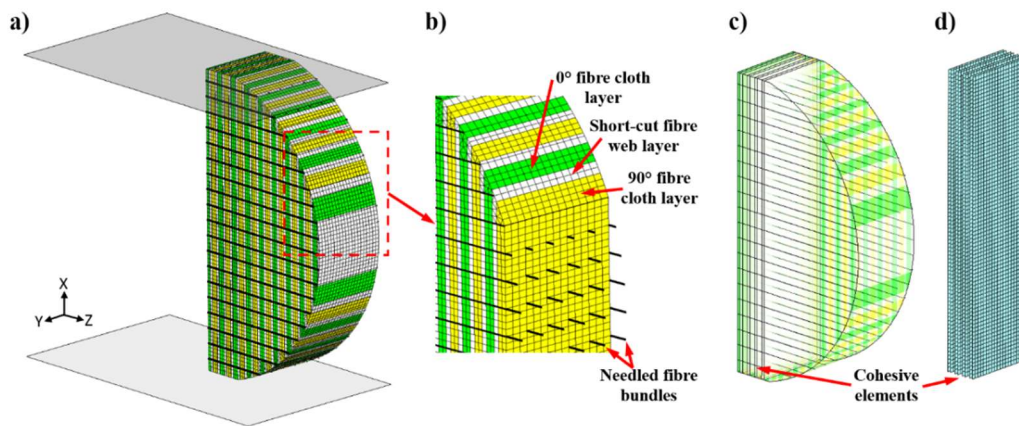 a)
X
Y
Z
b)
0° fibre cloth
layer
Short-cut fibre
web layer
90° fibre
cloth layer
Needled fibre
bundles
c)
d)
Cohesive
elements